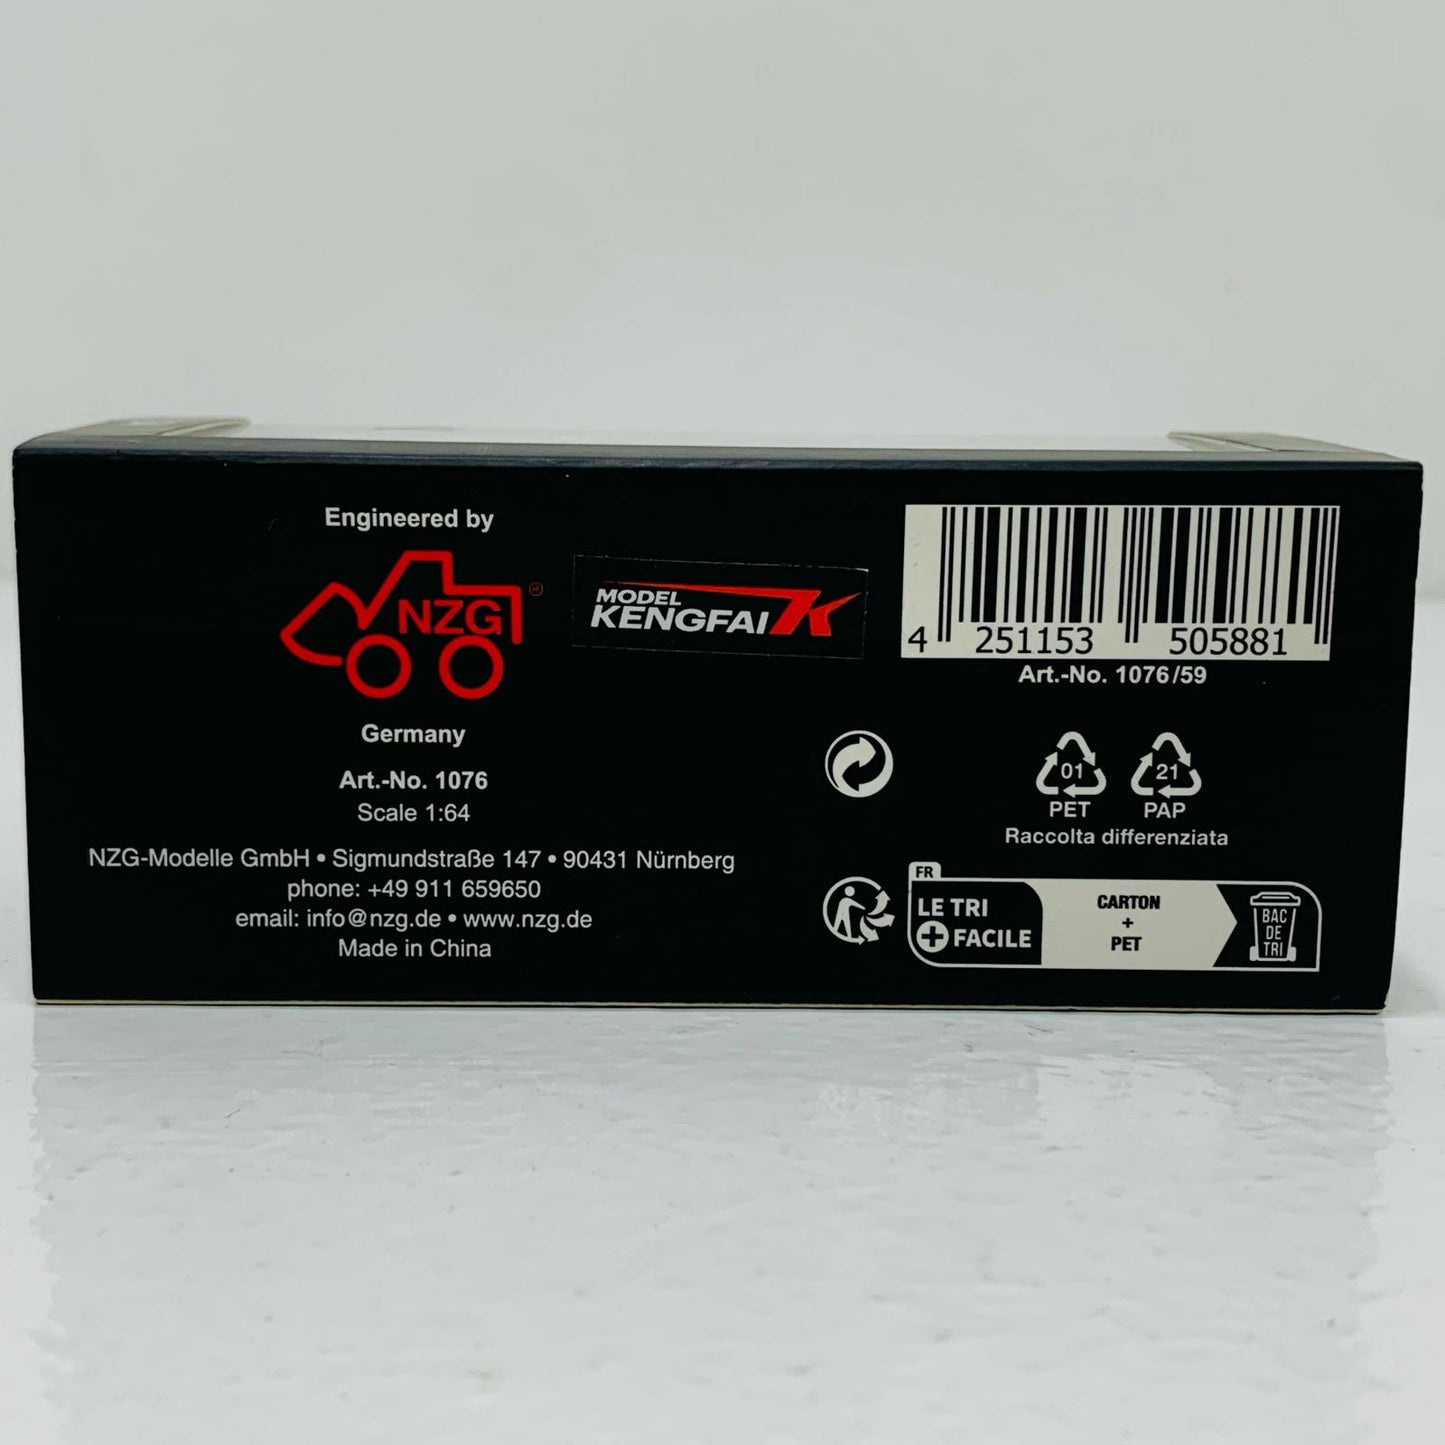 Engineered by
NZG
Germany
Art.-No. 1076
Scale 1:64
NZG-Modelle GmbH • Sigmundstraße 147 • 90431 Nürnberg
phone: +49 911 659650
email: info@nzg.de • www.nzg.de
Made in China
MODEL
KENGFAI K
4 251153 505881
Art.-No. 1076/59
01 21
PET PAP
Raccolta differenziata
FR
LE TRI
+ FACILE
CARTON
+
PET
BAC
DE
TRI